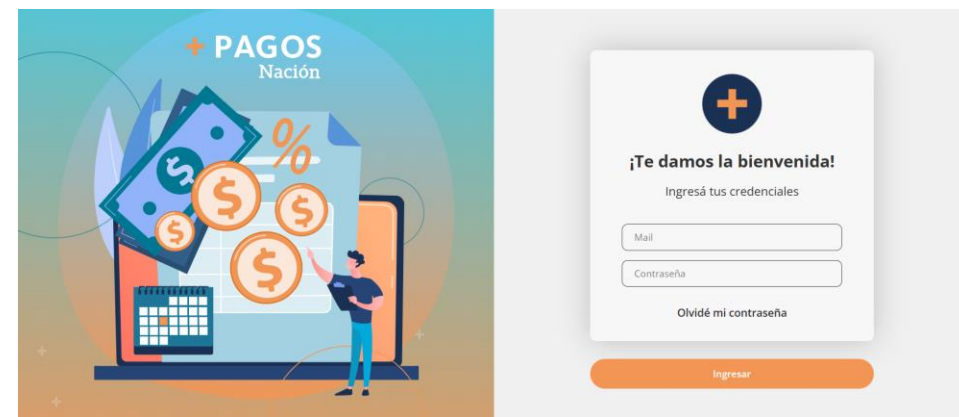 + PAGOS
Nación
%
$
$
$
$
$
+
¡Te damos la bienvenida!
Ingresá tus credenciales
Mail
Contraseña
Olvidé mi contraseña
Ingresar